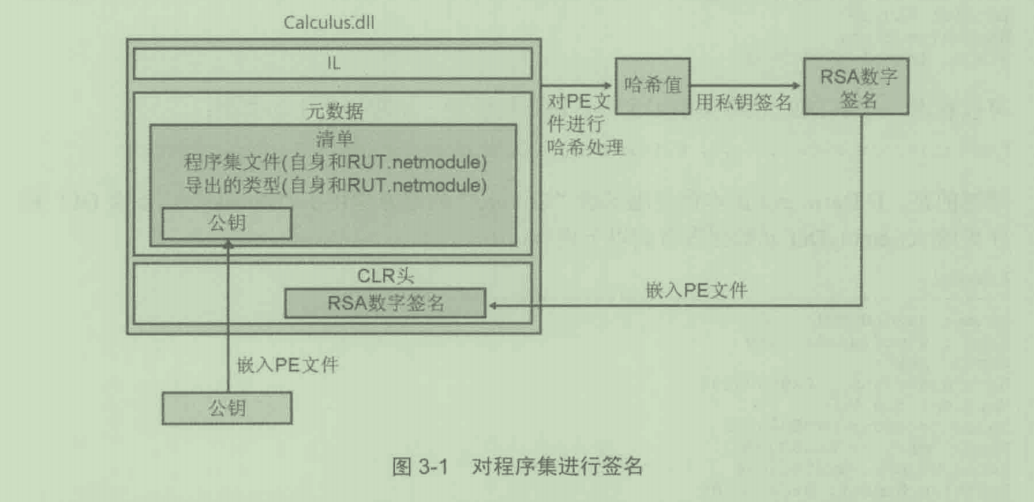 Calculus.dll
IL
元数据
清单
程序集文件(自身和RUT.netmodule)
导出的类型(自身和RUT.netmodule)
公钥
CLR头
RSA数字签名
对PE文
件进行
哈希处理
哈希值
用私钥签名
RSA数字
签名
嵌入PE文件
嵌入PE文件
公钥
图 3-1 对程序集进行签名